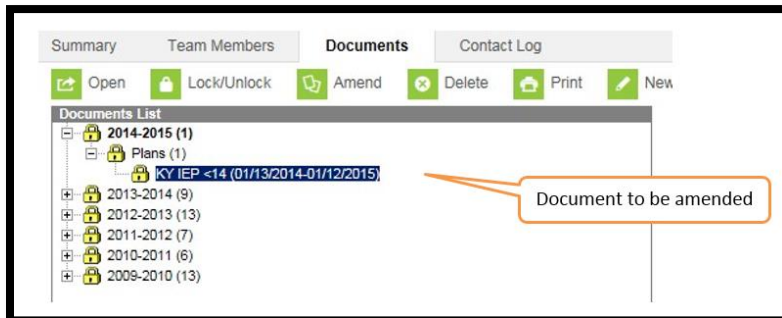 Summary Team Members Documents Contact Log
Open Lock/Unlock Amend Delete Print New
Documents List
2014-2015 (1)
Plans (1)
KY IEP <14 (01/13/2014-01/12/2015)
Document to be amended
2013-2014 (9)
2012-2013 (13)
2011-2012 (7)
2010-2011 (6)
2009-2010 (13)